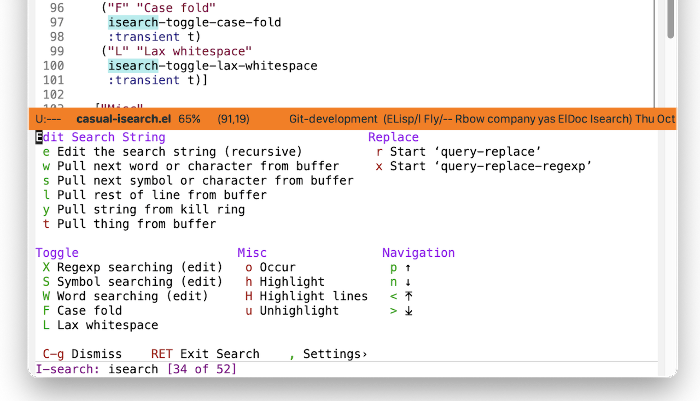 96 ("F" "Case fold"
97 isearch-toggle-case-fold
98 :transient t)
99 ("L" "Lax whitespace"
100 isearch-toggle-lax-whitespace
101 :transient t)]
102
103 ["Misc"
U:--- casual-isearch.el 65% (91,19) Git-development (ELisp/l Fly/-- Rbow company yas ElDoc Isearch) Thu Oct
Edit Search String Replace
e Edit the search string (recursive) r Start ‘query-replace’
w Pull next word or character from buffer x Start ‘query-replace-regexp’
s Pull next symbol or character from buffer
l Pull rest of line from buffer
y Pull string from kill ring
t Pull thing from buffer
Toggle Misc Navigation
X Regexp searching (edit) o Occur p ↑
S Symbol searching (edit) h Highlight n ↓
W Word searching (edit) H Highlight lines < ⤒
F Case fold u Unhighlight > ⤓
L Lax whitespace
C-g Dismiss RET Exit Search , Settings›
I-search: isearch [34 of 52]